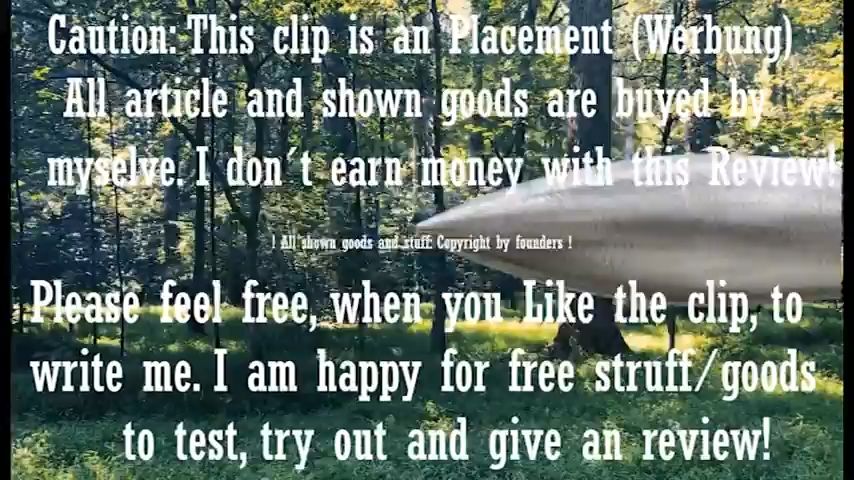 Caution: This clip is an Placement (Werbung)
All article and shown goods are buyed by
myselve. I don´t earn money with this Review!
! All shown goods and stuff: Copyright by founders !
Please feel free, when you Like the clip, to
write me. I am happy for free struff/goods
to test, try out and give an review!